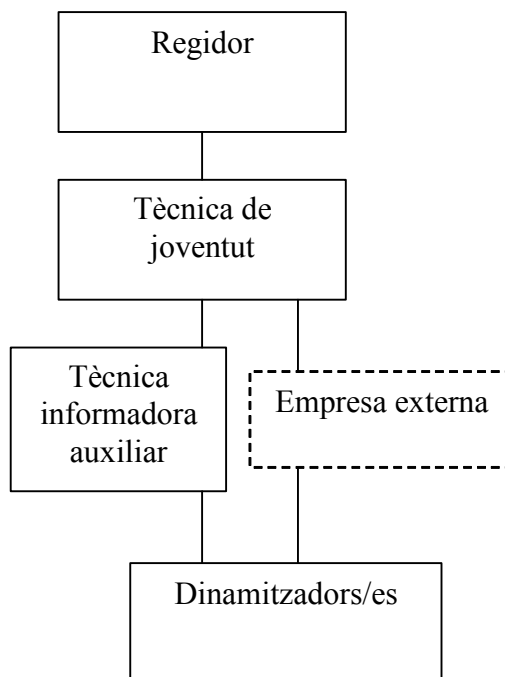 Regidor
Tècnica de
joventut
Tècnica
informadora
auxiliar
Empresa externa
Dinamitzadors/es